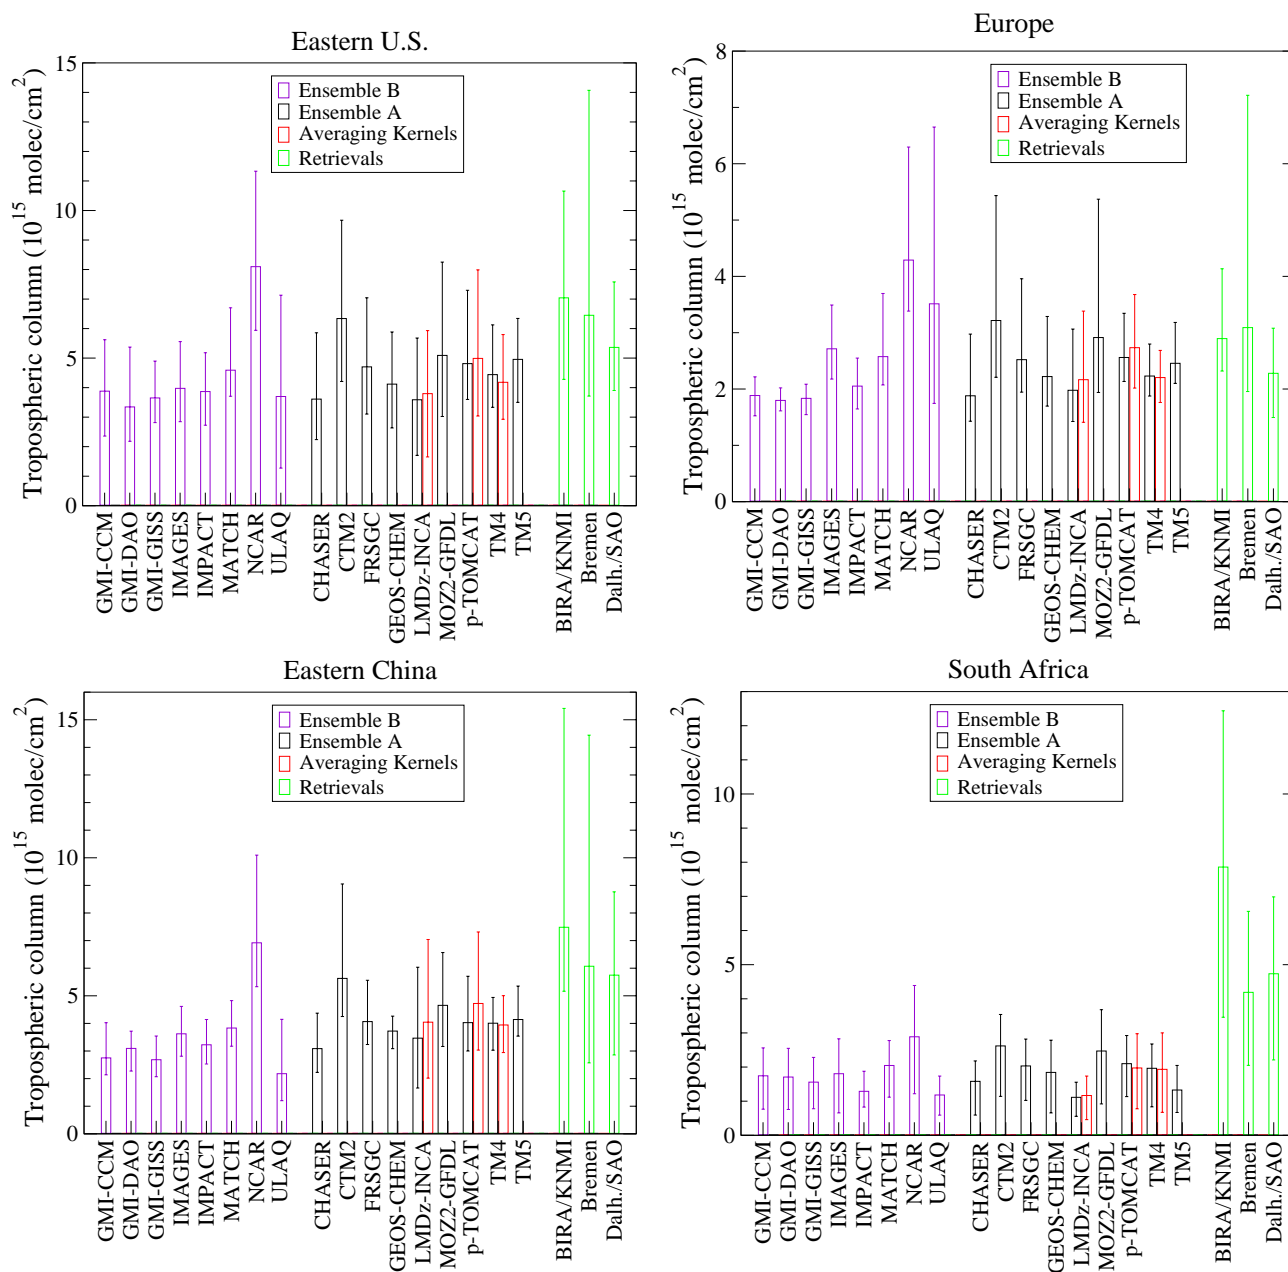 Eastern U.S.
Tropospheric column (10^15 molec/cm^2)
15
10
5
0
Ensemble B
Ensemble A
Averaging Kernels
Retrievals
GMI-CCM
GMI-DAO
GMI-GISS
IMAGES
IMPACT
MATCH
NCAR
ULAQ
CHASER
CTM2
FRSGC
GEOS-CHEM
LMDz-INCA
MOZ2-GFDL
p-TOMCAT
TM4
TM5
BIRA/KNMI
Bremen
Dalh./SAO
Europe
Tropospheric column (10^15 molec/cm^2)
8
6
4
2
0
Ensemble B
Ensemble A
Averaging Kernels
Retrievals
GMI-CCM
GMI-DAO
GMI-GISS
IMAGES
IMPACT
MATCH
NCAR
ULAQ
CHASER
CTM2
FRSGC
GEOS-CHEM
LMDz-INCA
MOZ2-GFDL
p-TOMCAT
TM4
TM5
BIRA/KNMI
Bremen
Dalh./SAO
Eastern China
Tropospheric column (10^15 molec/cm^2)
15
10
5
0
Ensemble B
Ensemble A
Averaging Kernels
Retrievals
GMI-CCM
GMI-DAO
GMI-GISS
IMAGES
IMPACT
MATCH
NCAR
ULAQ
CHASER
CTM2
FRSGC
GEOS-CHEM
LMDz-INCA
MOZ2-GFDL
p-TOMCAT
TM4
TM5
BIRA/KNMI
Bremen
Dalh./SAO
South Africa
Tropospheric column (10^15 molec/cm^2)
10
5
0
Ensemble B
Ensemble A
Averaging Kernels
Retrievals
GMI-CCM
GMI-DAO
GMI-GISS
IMAGES
IMPACT
MATCH
NCAR
ULAQ
CHASER
CTM2
FRSGC
GEOS-CHEM
LMDz-INCA
MOZ2-GFDL
p-TOMCAT
TM4
TM5
BIRA/KNMI
Bremen
Dalh./SAO